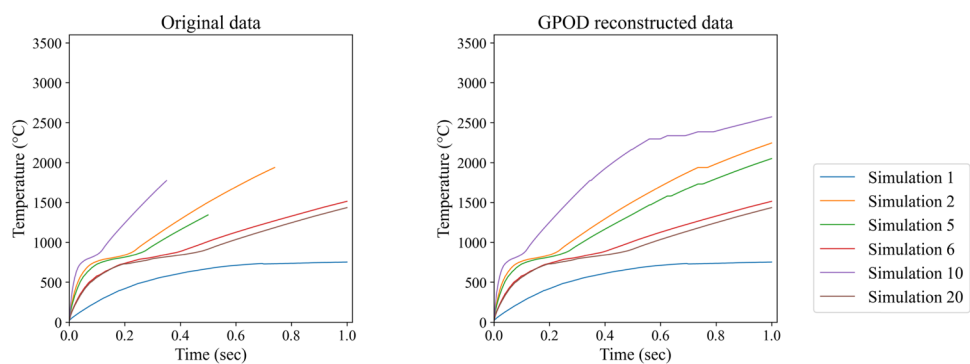 Original data
GPOD reconstructed data
3500
3000
2500
2000
1500
1000
500
0
Temperature (°C)
0.0 0.2 0.4 0.6 0.8 1.0
Time (sec)
3500
3000
2500
2000
1500
1000
500
0
Temperature (°C)
0.0 0.2 0.4 0.6 0.8 1.0
Time (sec)
Simulation 1
Simulation 2
Simulation 5
Simulation 6
Simulation 10
Simulation 20